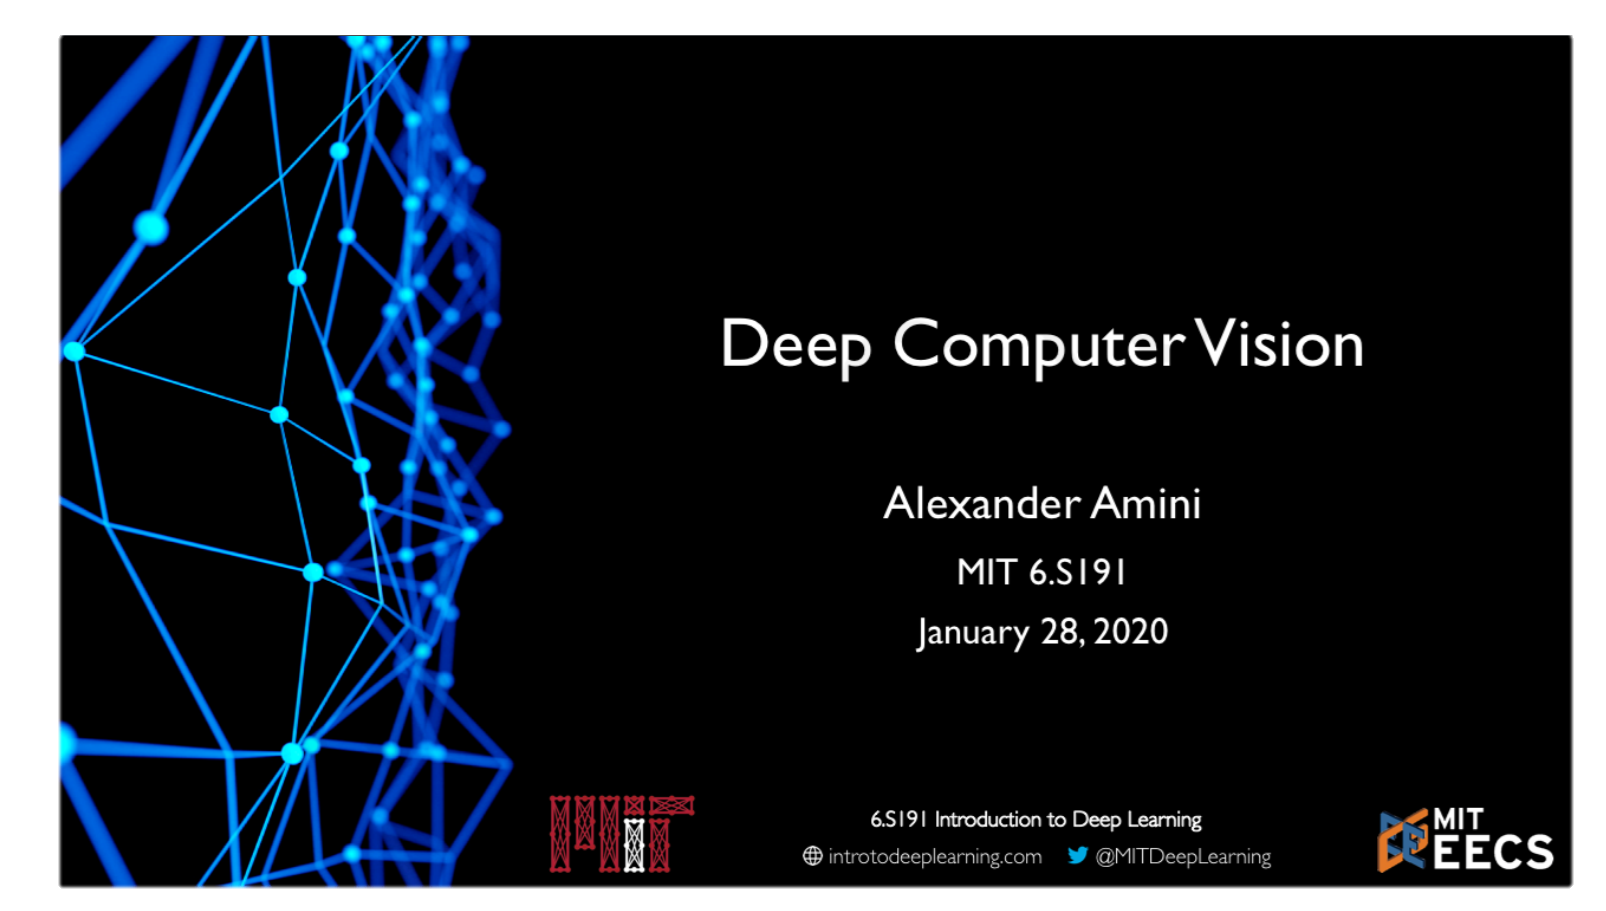 Deep Computer Vision
Alexander Amini
MIT 6.S191
January 28, 2020
MIT
6.S191 Introduction to Deep Learning
introtodeeplearning.com @MITDeepLearning
MIT
EECS